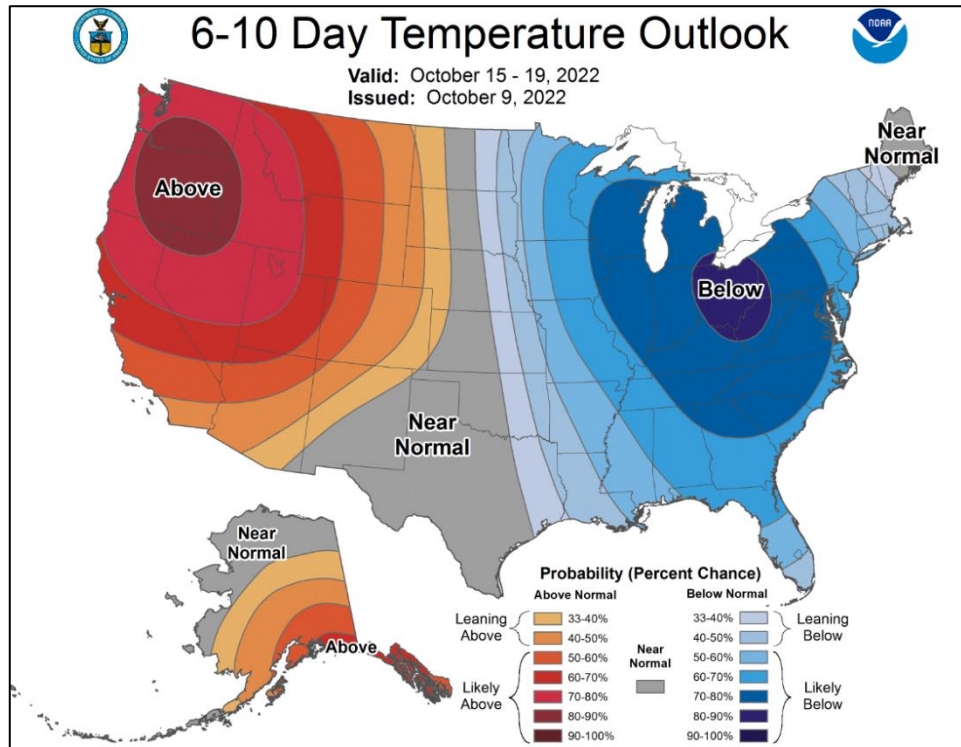 6-10 Day Temperature Outlook
NOAA
Valid: October 15 - 19, 2022
Issued: October 9, 2022
Near
Normal
Above
Below
Near
Normal
Near
Normal
Above
Probability (Percent Chance)
Above Normal
Below Normal
Leaning
Above
33-40%
33-40%
Leaning
Below
40-50%
40-50%
Near
Normal
Likely
Above
50-60%
50-60%
Likely
Below
60-70%
60-70%
70-80%
70-80%
80-90%
80-90%
90-100%
90-100%